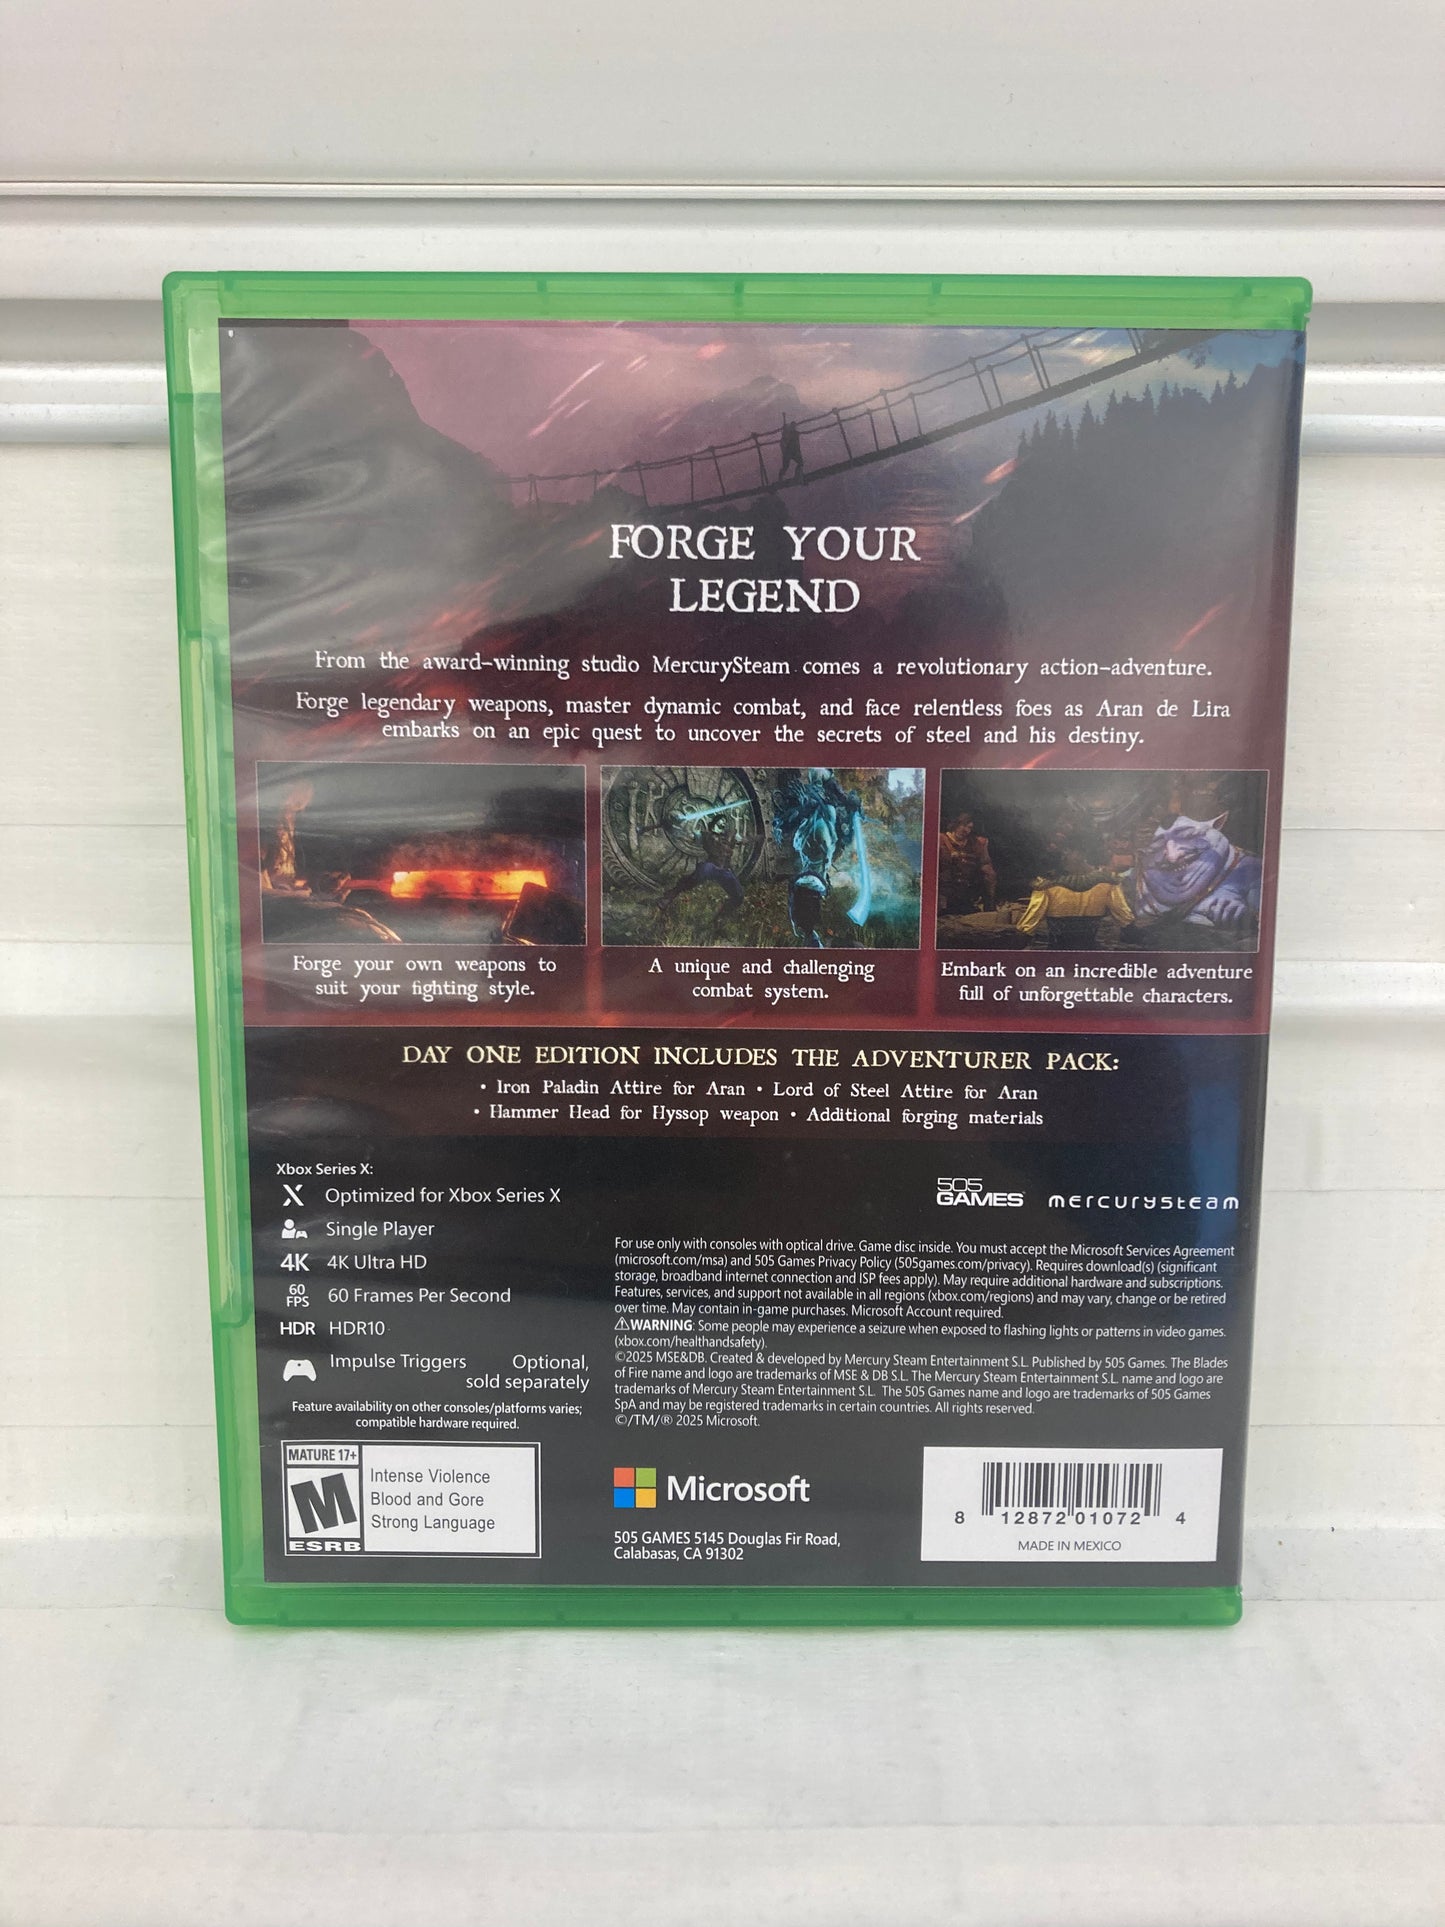 FORGE YOUR
LEGEND
From the award-winning studio MercurySteam comes a revolutionary action-adventure.
Forge legendary weapons, master dynamic combat, and face relentless foes as Aran de Lira
embarks on an epic quest to uncover the secrets of steel and his destiny.
Forge your own weapons to
suit your fighting style.
A unique and challenging
combat system.
Embark on an incredible adventure
full of unforgettable characters.
DAY ONE EDITION INCLUDES THE ADVENTURER PACK:
• Iron Paladin Attire for Aran • Lord of Steel Attire for Aran
• Hammer Head for Hyssop weapon • Additional forging materials
Xbox Series X:
X Optimized for Xbox Series X
Single Player
4K 4K Ultra HD
60 FPS 60 Frames Per Second
HDR HDR10
Impulse Triggers Optional,
sold separately
Feature availability on other consoles/platforms varies;
compatible hardware required.
505 GAMES mercurysteam
For use only with consoles with optical drive. Game disc inside. You must accept the Microsoft Services Agreement
(microsoft.com/msa) and 505 Games Privacy Policy (505games.com/privacy). Requires download(s) (significant
storage, broadband internet connection and ISP fees apply). May require additional hardware and subscriptions.
Features, services, and support not available in all regions (xbox.com/regions) and may vary, change or be retired
over time. May contain in-game purchases. Microsoft Account required.
⚠WARNING: Some people may experience a seizure when exposed to flashing lights or patterns in video games.
(xbox.com/healthandsafety).
©2025 MSE&DB. Created & developed by Mercury Steam Entertainment S.L. Published by 505 Games. The Blades
of Fire name and logo are trademarks of MSE & DB S.L. The Mercury Steam Entertainment S.L. name and logo are
trademarks of Mercury Steam Entertainment S.L. The 505 Games name and logo are trademarks of 505 Games
SpA and may be registered trademarks in certain countries. All rights reserved.
©/TM/® 2025 Microsoft.
MATURE 17+
M
ESRB
Intense Violence
Blood and Gore
Strong Language
Microsoft
505 GAMES 5145 Douglas Fir Road,
Calabasas, CA 91302
8 12872 01072 4
MADE IN MEXICO